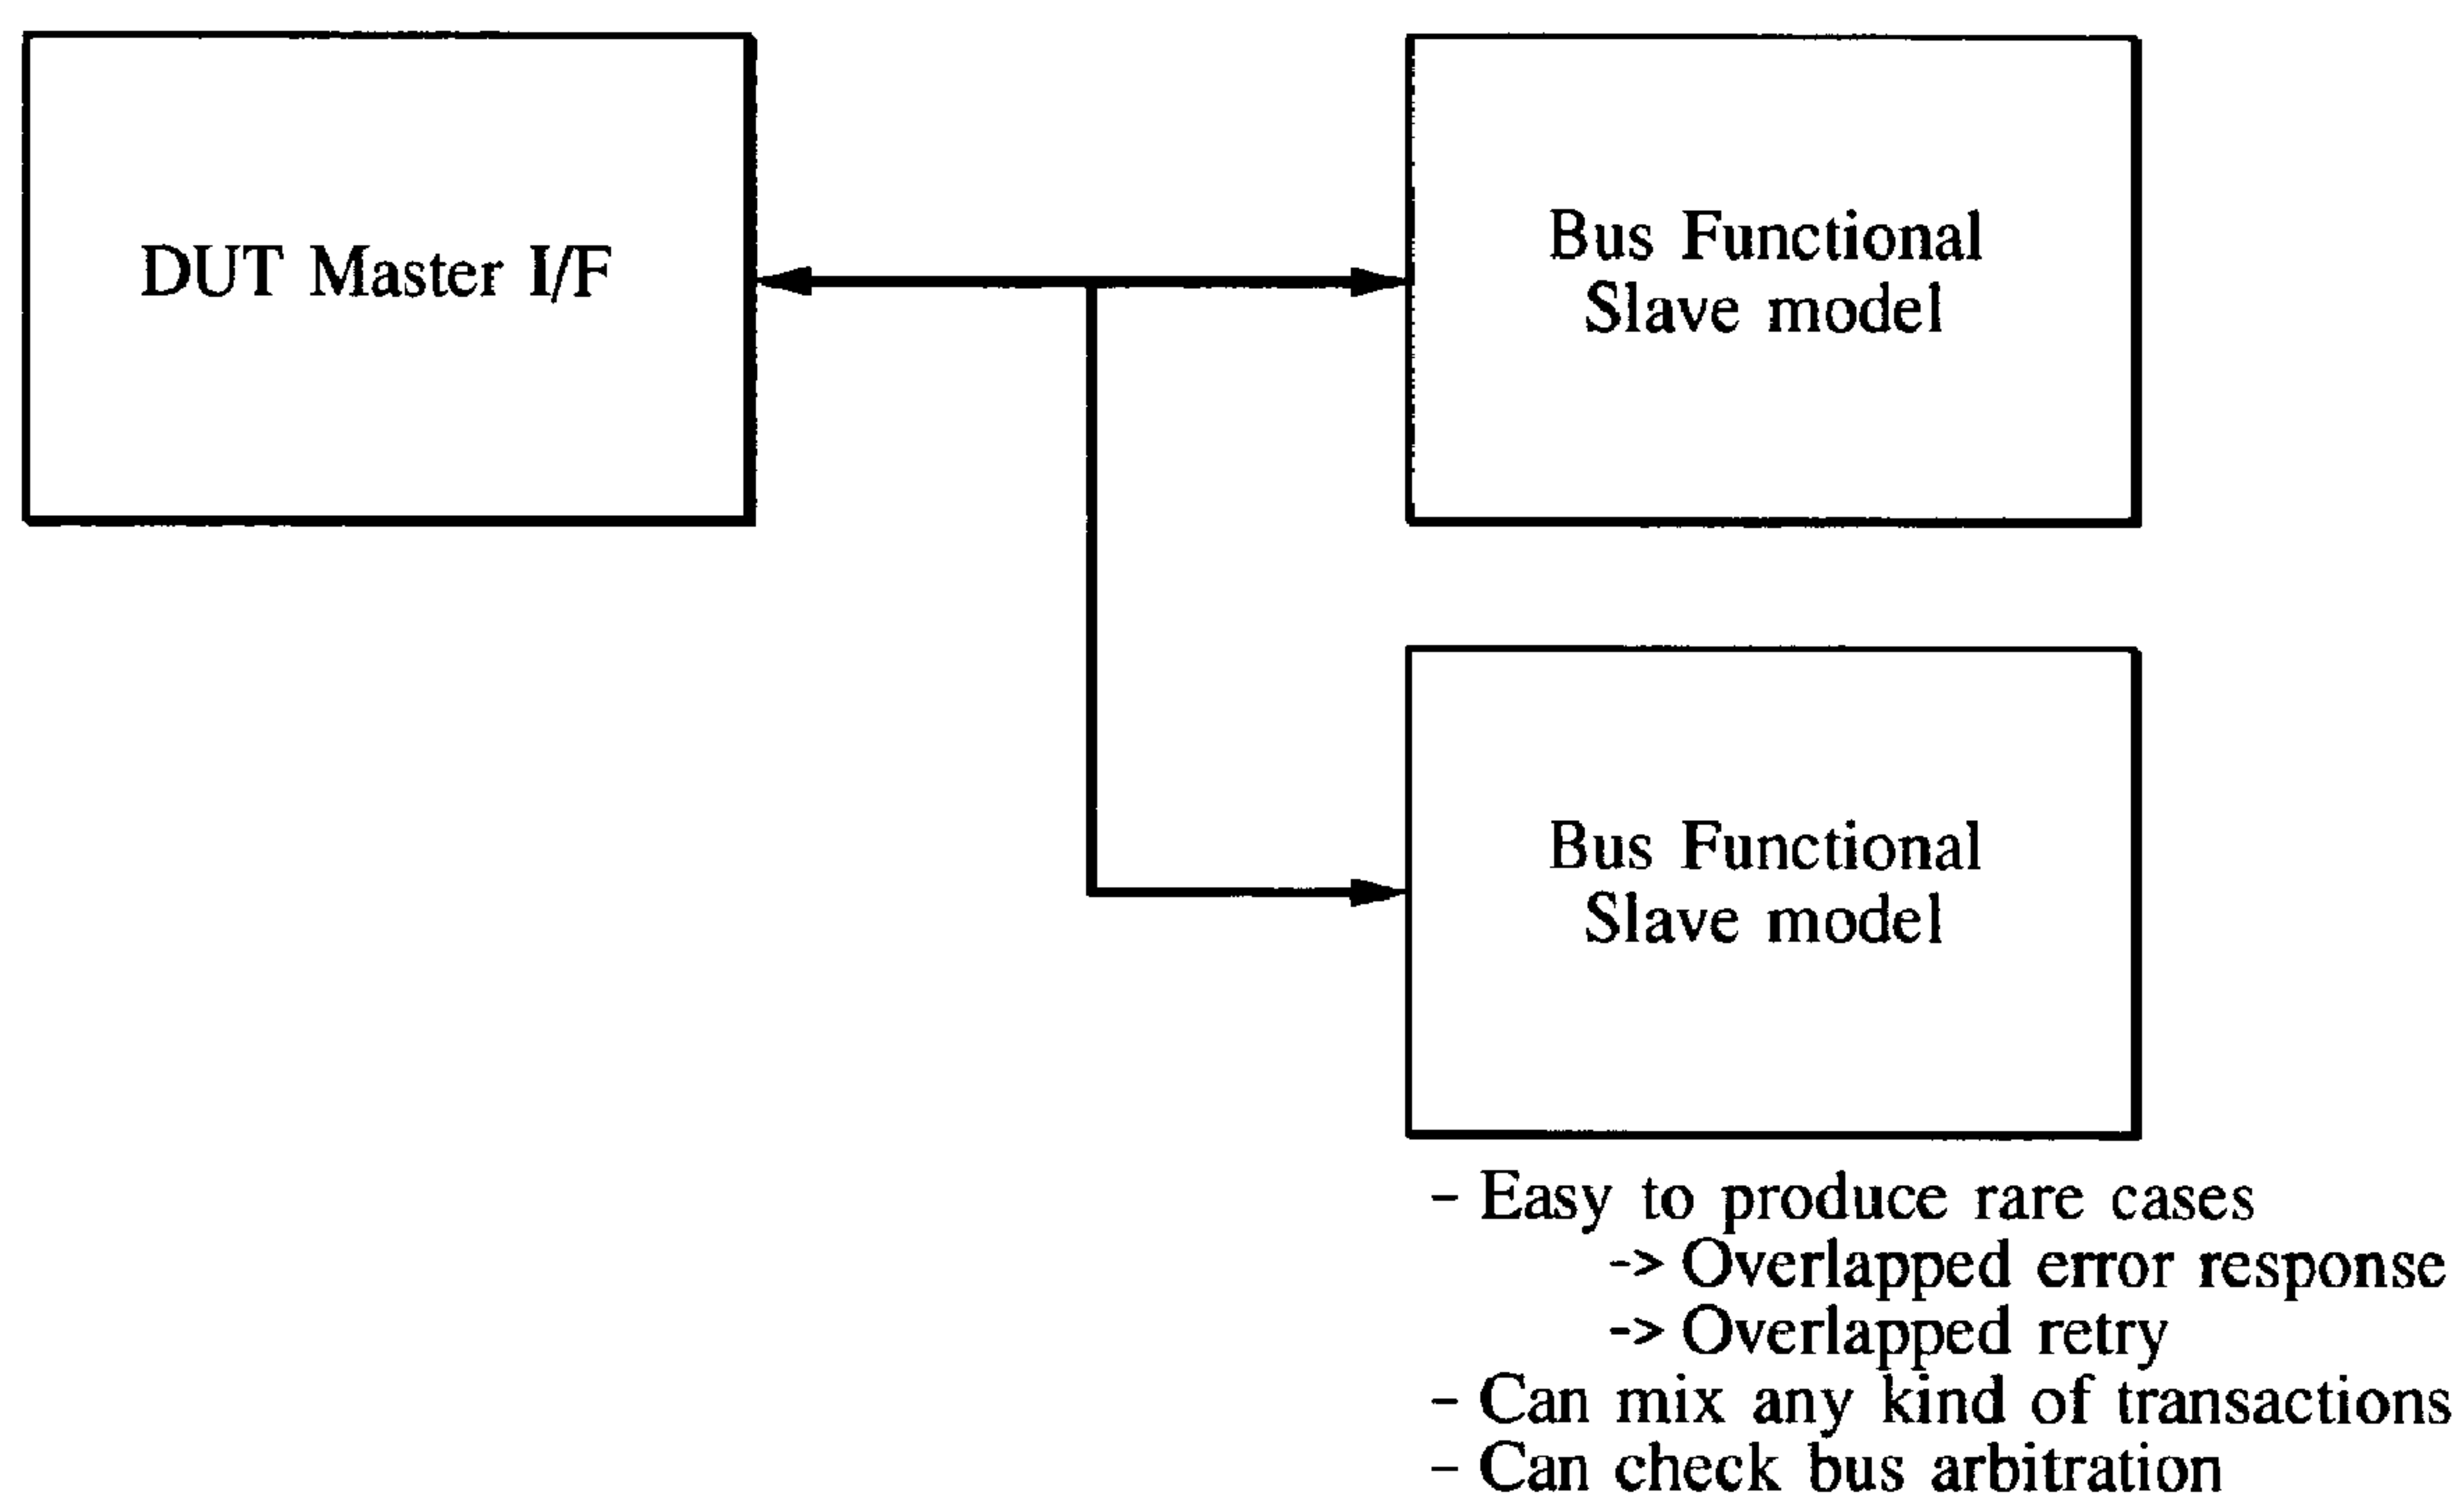 DUT Master I/F
Bus Functional
Slave model
Bus Functional
Slave model
- Easy to produce rare cases
-> Overlapped error response
-> Overlapped retry
- Can mix any kind of transactions
- Can check bus arbitration